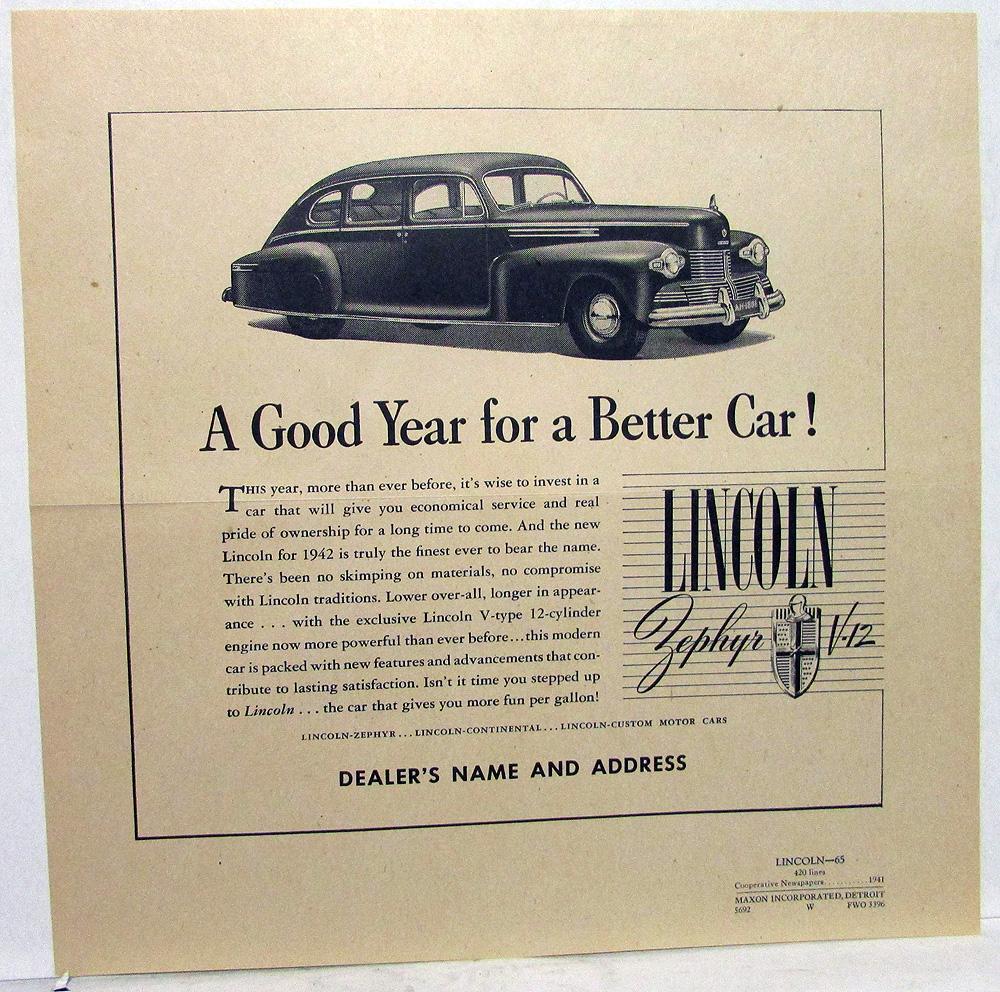 A Good Year for a Better Car!
THIS year, more than ever before, it's wise to invest in a
car that will give you economical service and real
pride of ownership for a long time to come. And the new
Lincoln for 1942 is truly the finest ever to bear the name.
There's been no skimping on materials, no compromise
with Lincoln traditions. Lower over-all, longer in appear-
ance . . . with the exclusive Lincoln V-type 12-cylinder
engine now more powerful than ever before...this modern
car is packed with new features and advancements that con-
tribute to lasting satisfaction. Isn't it time you stepped up
to Lincoln . . . the car that gives you more fun per gallon!
LINCOLN
Zephyr V-12
LINCOLN-ZEPHYR...LINCOLN-CONTINENTAL...LINCOLN-CUSTOM MOTOR CARS
DEALER'S NAME AND ADDRESS
LINCOLN—65
420 lines
Cooperative Newspapers..........1941
MAXON INCORPORATED, DETROIT
5692 W FWO 3396